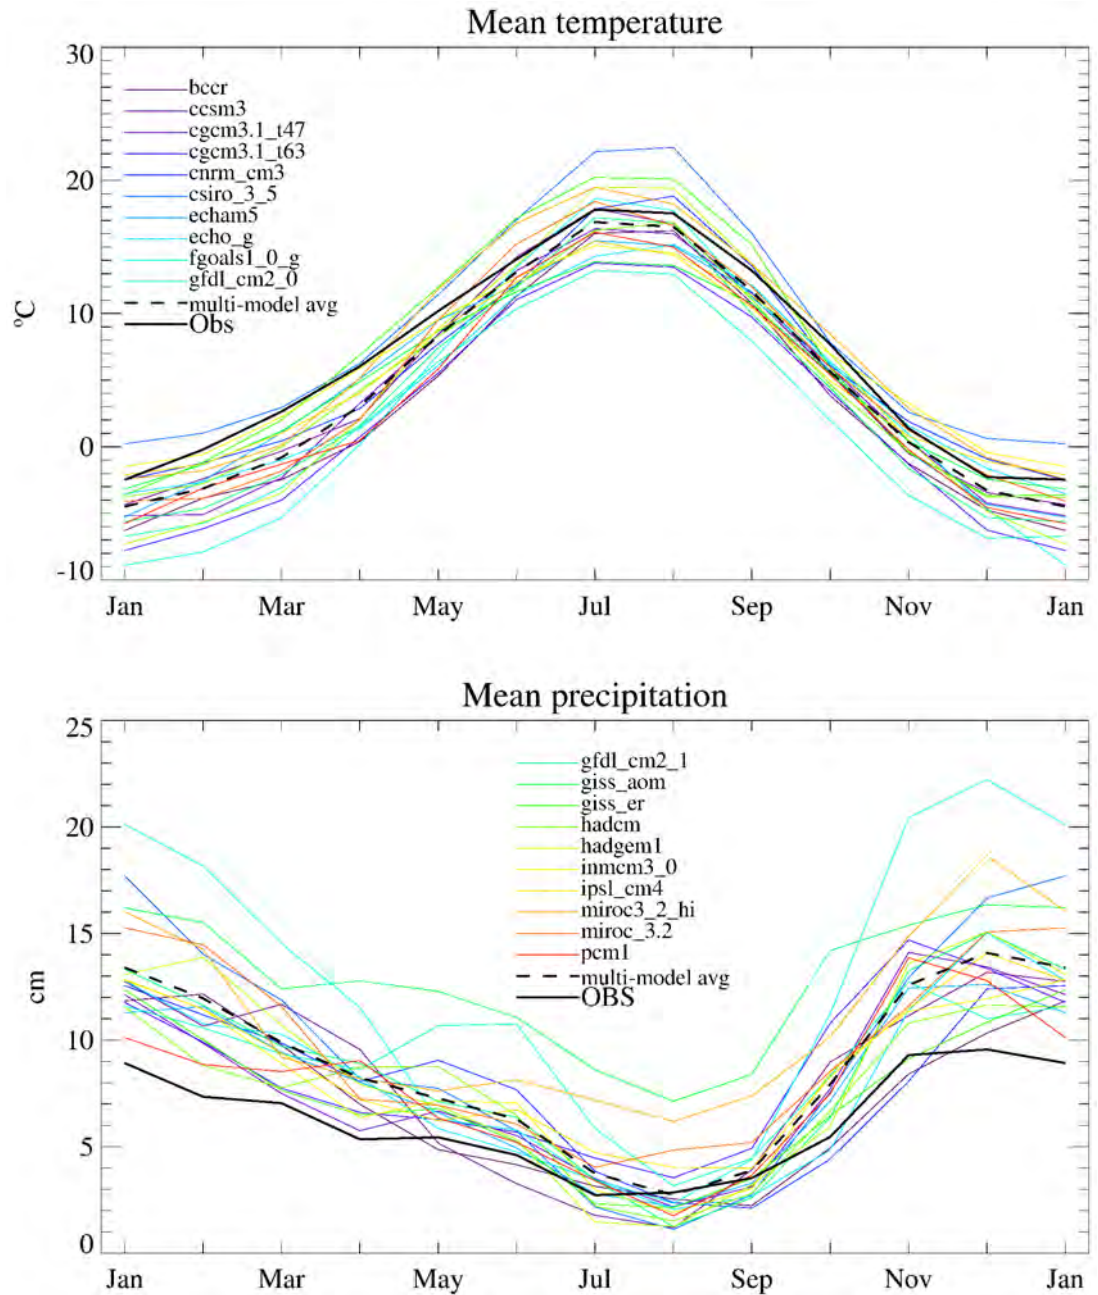 Mean temperature
30
20
10
0
-10
ºC
bccr
ccsm3
cgcm3.1_t47
cgcm3.1_t63
cnrm_cm3
csiro_3_5
echam5
echo_g
fgoals1_0_g
gfdl_cm2_0
multi-model avg
Obs
Jan Mar May Jul Sep Nov Jan
Mean precipitation
25
20
15
10
5
0
cm
gfdl_cm2_1
giss_aom
giss_er
hadcm
hadgem1
inmcm3_0
ipsl_cm4
miroc3_2_hi
miroc_3.2
pcm1
multi-model avg
OBS
Jan Mar May Jul Sep Nov Jan